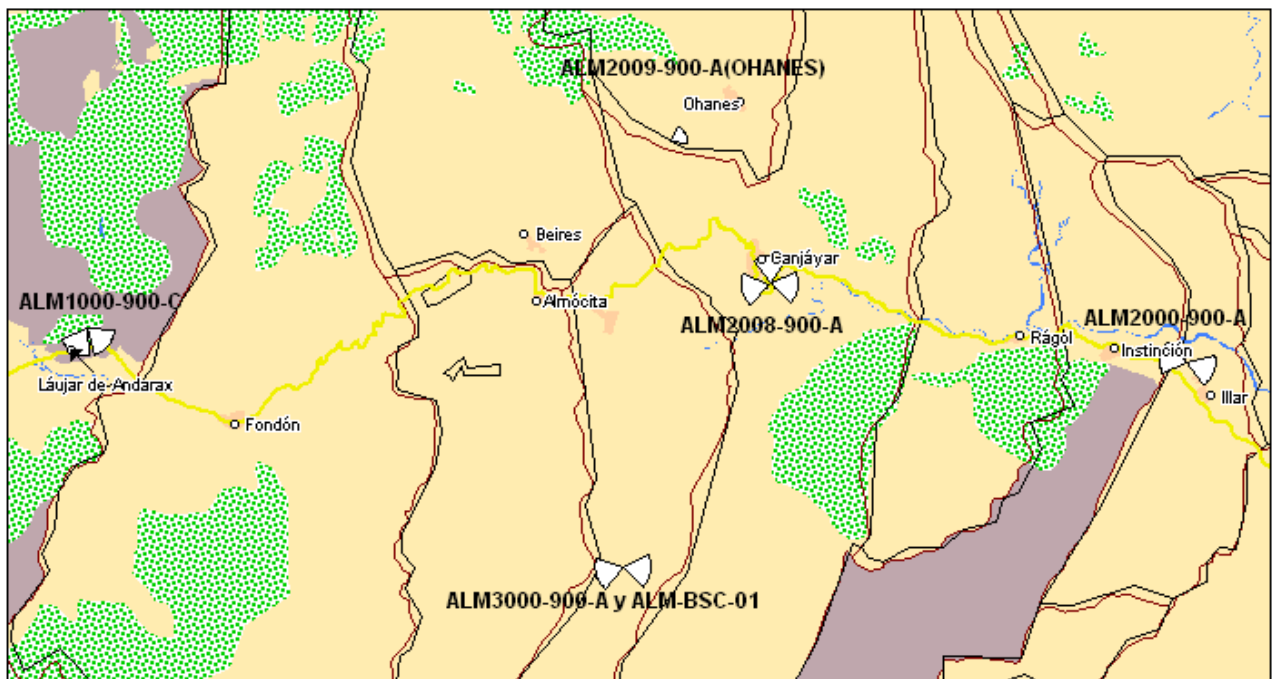 ALM2009-900-A(OHANES)
Ohanes
Beires
Canjáyar
ALM1000-900-C
Almócita
ALM2008-900-A
ALM2000-900-A
Rágol
Instinción
Láujar de Andarax
Illar
Fondón
ALM3000-900-A y ALM-BSC-01